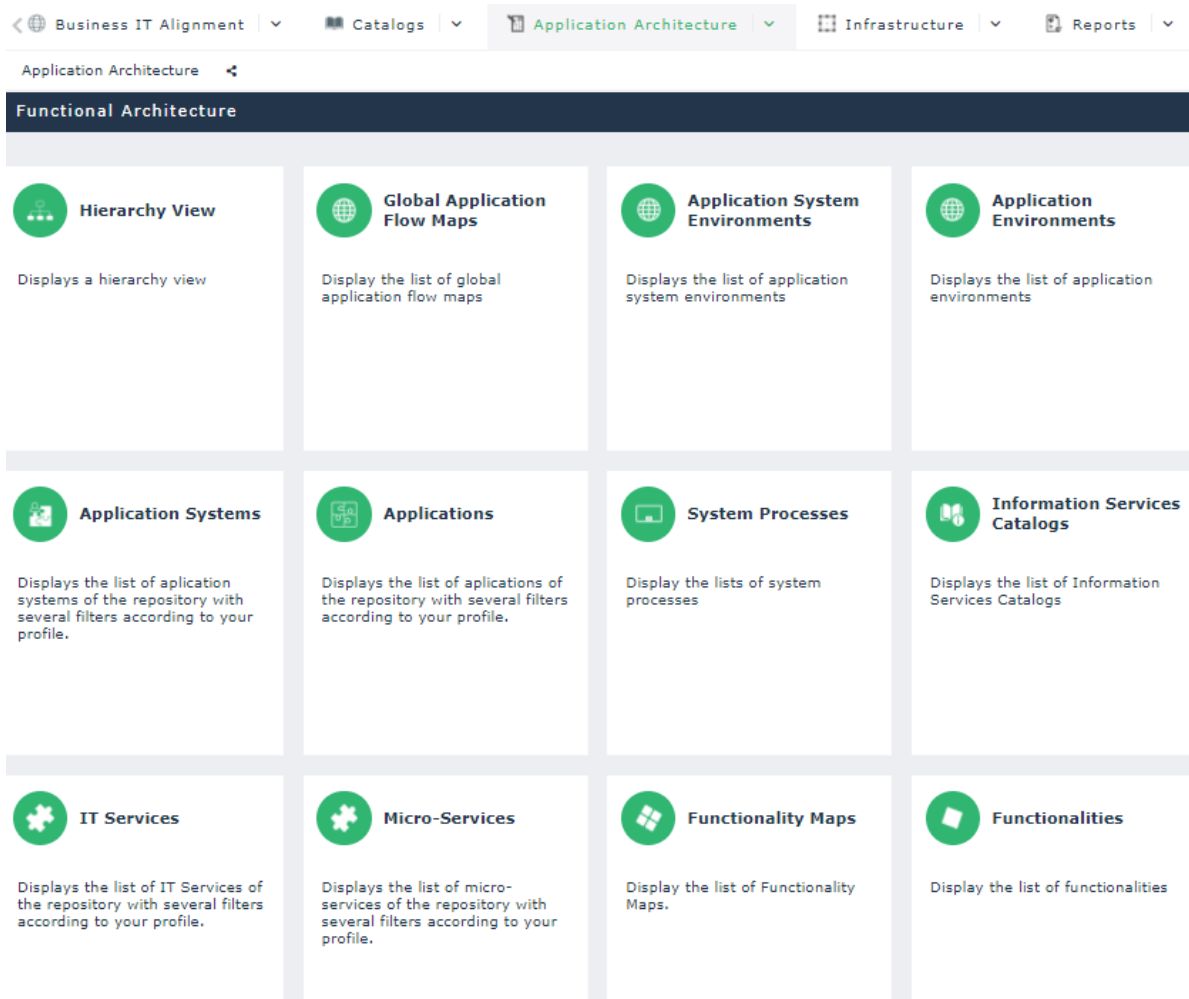 Business IT Alignment
Catalogs
Application Architecture
Infrastructure
Reports
Application Architecture
Functional Architecture
Hierarchy View
Displays a hierarchy view
Global Application
Flow Maps
Display the list of global
application flow maps
Application System
Environments
Displays the list of application
system environments
Application
Environments
Displays the list of application
environments
Application Systems
Displays the list of aplication
systems of the repository with
several filters according to your
profile.
Applications
Displays the list of aplications of
the repository with several filters
according to your profile.
System Processes
Display the lists of system
processes
Information Services
Catalogs
Displays the list of Information
Services Catalogs
IT Services
Displays the list of IT Services of
the repository with several filters
according to your profile.
Micro-Services
Displays the list of micro-
services of the repository with
several filters according to your
profile.
Functionality Maps
Display the list of Functionality
Maps.
Functionalities
Display the list of functionalities